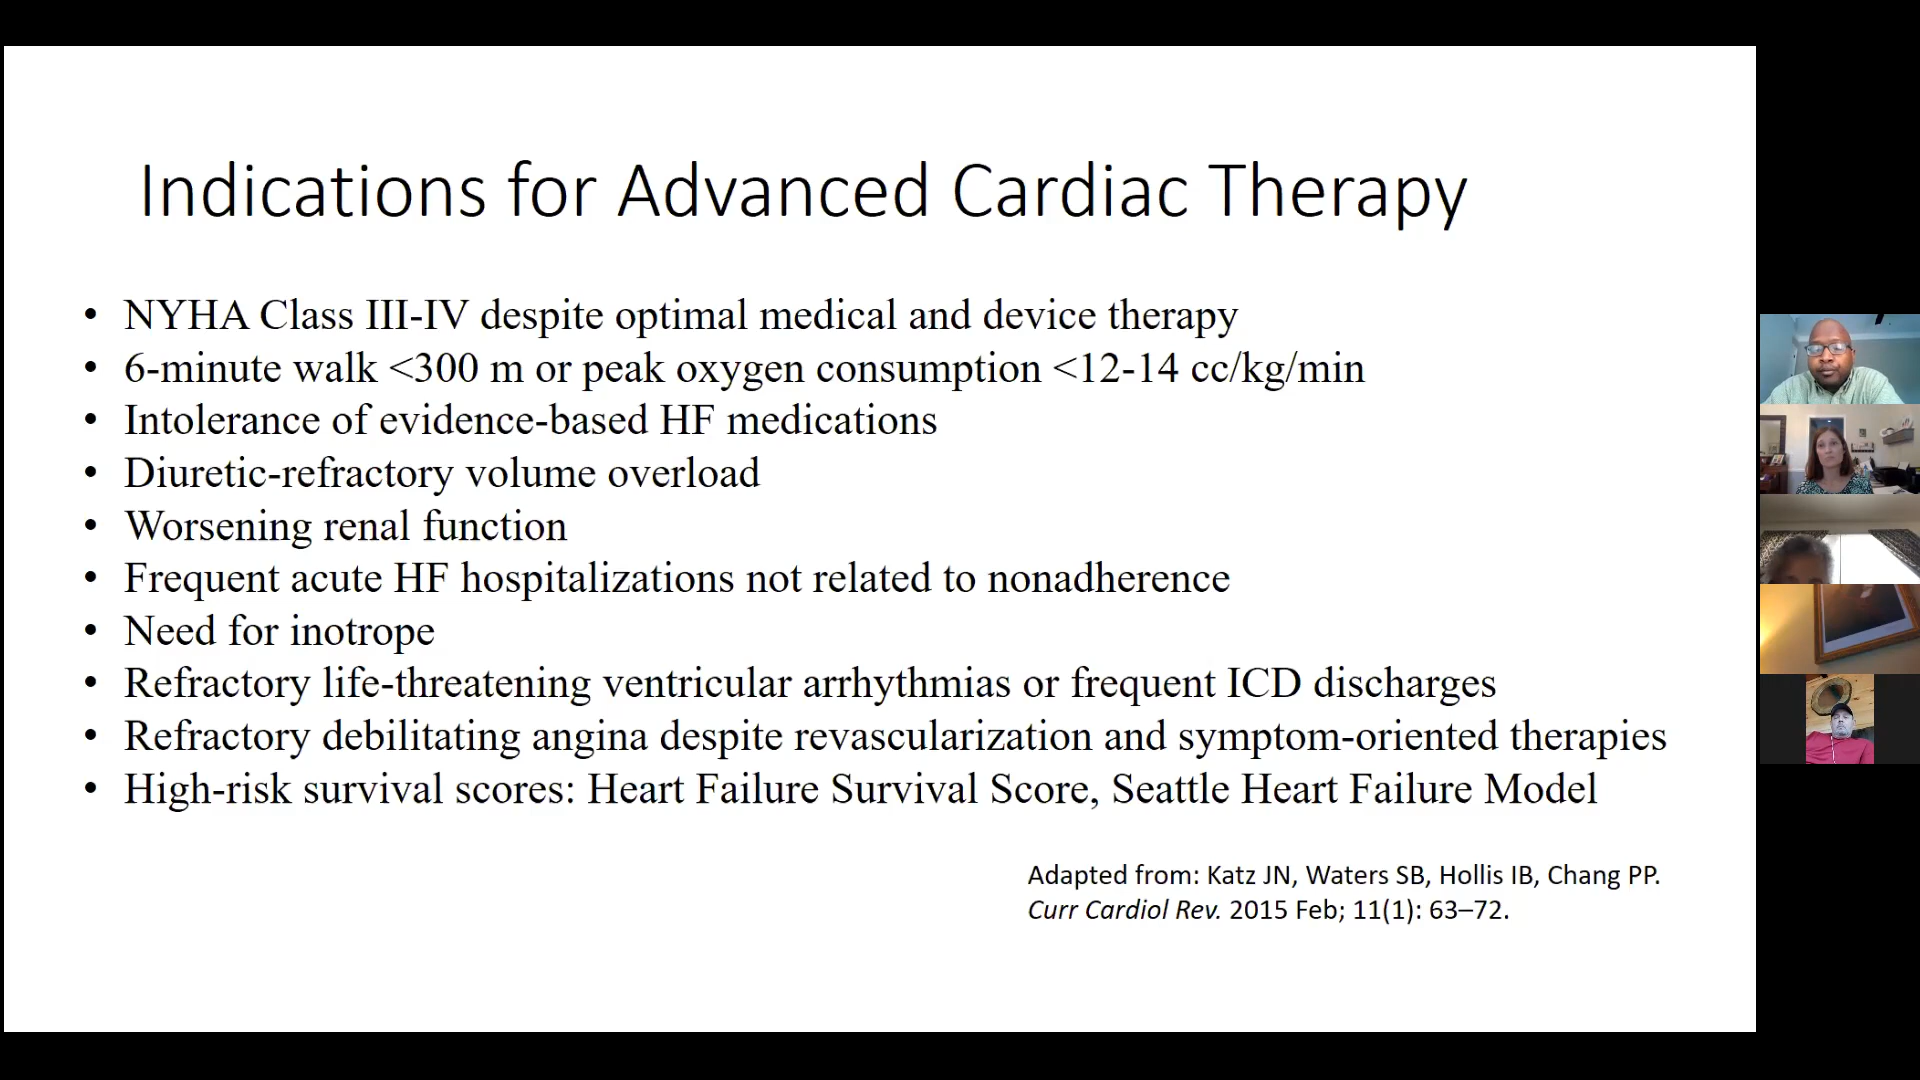 Indications for Advanced Cardiac Therapy
• NYHA Class III-IV despite optimal medical and device therapy
• 6-minute walk <300 m or peak oxygen consumption <12-14 cc/kg/min
• Intolerance of evidence-based HF medications
• Diuretic-refractory volume overload
• Worsening renal function
• Frequent acute HF hospitalizations not related to nonadherence
• Need for inotrope
• Refractory life-threatening ventricular arrhythmias or frequent ICD discharges
• Refractory debilitating angina despite revascularization and symptom-oriented therapies
• High-risk survival scores: Heart Failure Survival Score, Seattle Heart Failure Model
Adapted from: Katz JN, Waters SB, Hollis IB, Chang PP.
Curr Cardiol Rev. 2015 Feb; 11(1): 63–72.